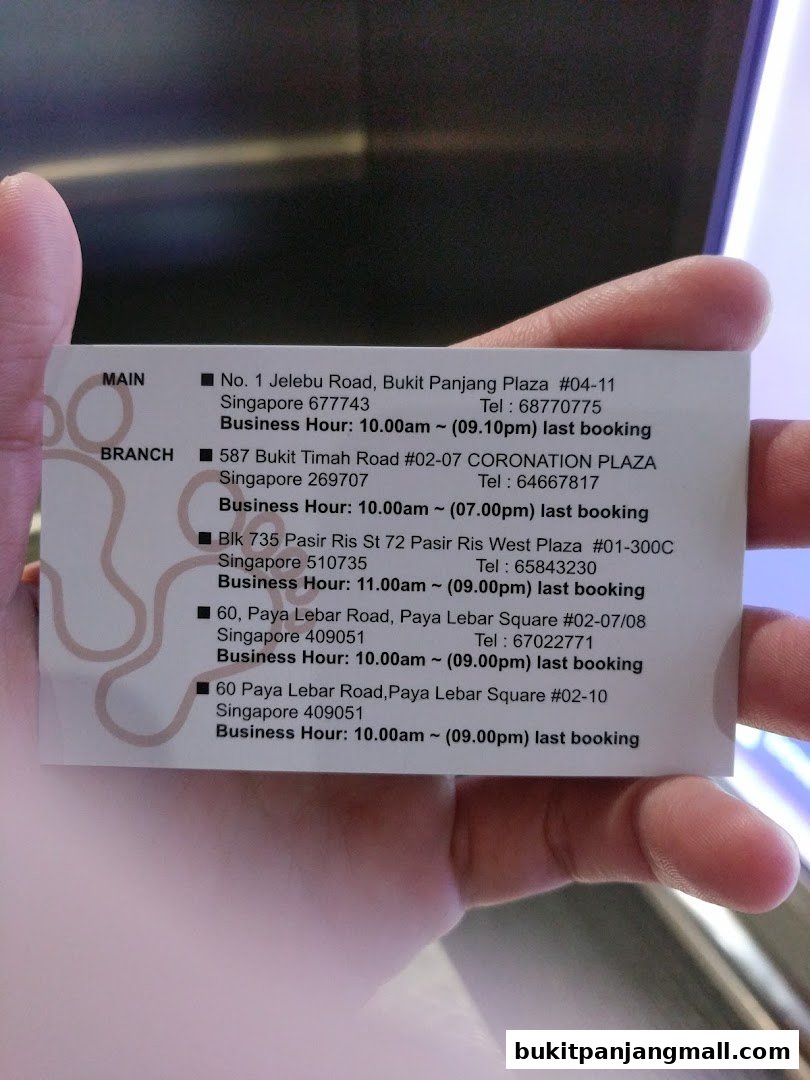 MAIN
■ No. 1 Jelebu Road, Bukit Panjang Plaza #04-11
Singapore 677743 Tel : 68770775
Business Hour: 10.00am ~ (09.10pm) last booking
BRANCH
■ 587 Bukit Timah Road #02-07 CORONATION PLAZA
Singapore 269707 Tel : 64667817
Business Hour: 10.00am ~ (07.00pm) last booking
■ Blk 735 Pasir Ris St 72 Pasir Ris West Plaza #01-300C
Singapore 510735 Tel : 65843230
Business Hour: 11.00am ~ (09.00pm) last booking
■ 60, Paya Lebar Road, Paya Lebar Square #02-07/08
Singapore 409051 Tel : 67022771
Business Hour: 10.00am ~ (09.00pm) last booking
■ 60 Paya Lebar Road,Paya Lebar Square #02-10
Singapore 409051
Business Hour: 10.00am ~ (09.00pm) last booking
bukitpanjangmall.com